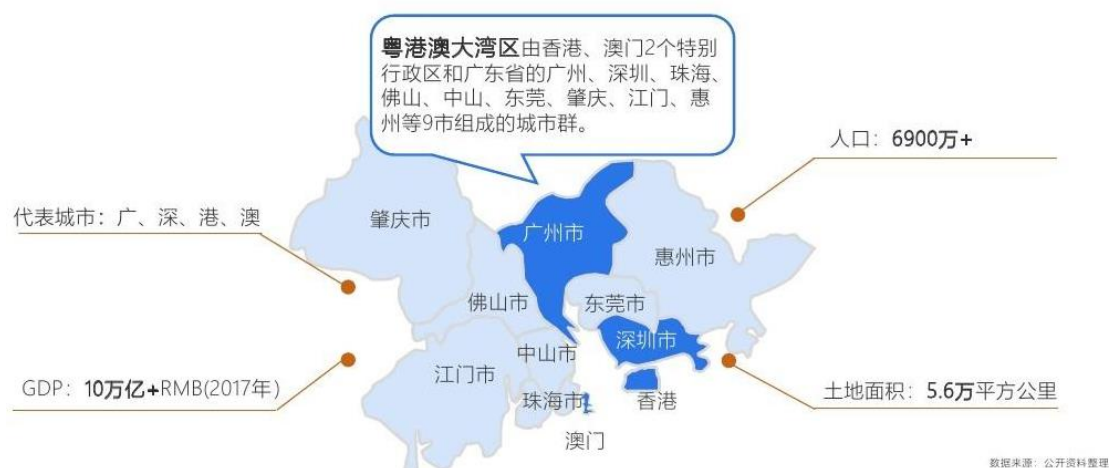 粤港澳大湾区由香港、澳门2个特别
行政区和广东省的广州、深圳、珠海、
佛山、中山、东莞、肇庆、江门、惠
州等9市组成的城市群。
人口：6900万+
代表城市：广、深、港、澳
肇庆市
广州市
惠州市
佛山市
东莞市
深圳市
中山市
江门市
GDP：10万亿+RMB(2017年)
土地面积：5.6万平方公里
珠海市
香港
澳门
数据来源：公开资料整理